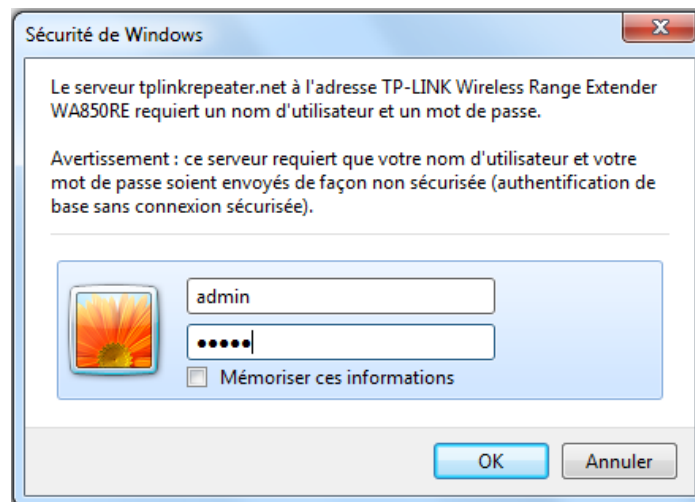 Sécurité de Windows
Le serveur tplinkrepeater.net à l'adresse TP-LINK Wireless Range Extender
WA850RE requiert un nom d'utilisateur et un mot de passe.
Avertissement : ce serveur requiert que votre nom d'utilisateur et votre
mot de passe soient envoyés de façon non sécurisée (authentification de
base sans connexion sécurisée).
admin
●●●●●
Mémoriser ces informations
OK Annuler